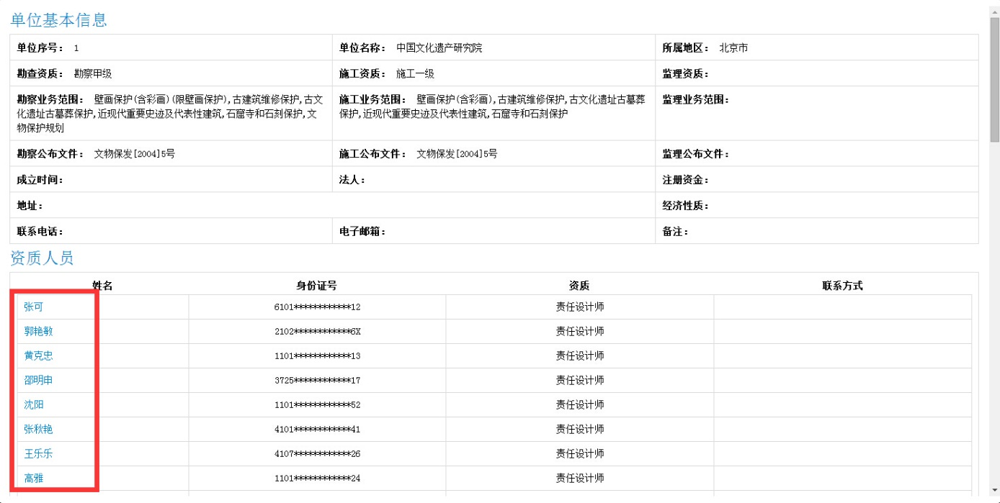 单位基本信息
单位序号： 1
单位名称： 中国文化遗产研究院
所属地区： 北京市
勘查资质： 勘察甲级
施工资质： 施工一级
监理资质：
勘察业务范围： 壁画保护(含彩画)(限壁画保护),古建筑维修保护,古文
化遗址古墓葬保护,近现代重要史迹及代表性建筑,石窟寺和石刻保护,文
物保护规划
施工业务范围： 壁画保护(含彩画),古建筑维修保护,古文化遗址古墓葬
保护,近现代重要史迹及代表性建筑,石窟寺和石刻保护
监理业务范围：
勘察公布文件： 文物保发[2004]5号
施工公布文件： 文物保发[2004]5号
监理公布文件：
成立时间：
法人：
注册资金：
地址：
经济性质：
联系电话：
电子邮箱：
备注：
资质人员
姓名 身份证号 资质 联系方式
张可 6101************12 责任设计师
郭艳敏 2102************6X 责任设计师
黄克忠 1101************13 责任设计师
邵明申 3725************17 责任设计师
沈阳 1101************52 责任设计师
张秋艳 4101************41 责任设计师
王乐乐 4107************26 责任设计师
高雅 1101************24 责任设计师